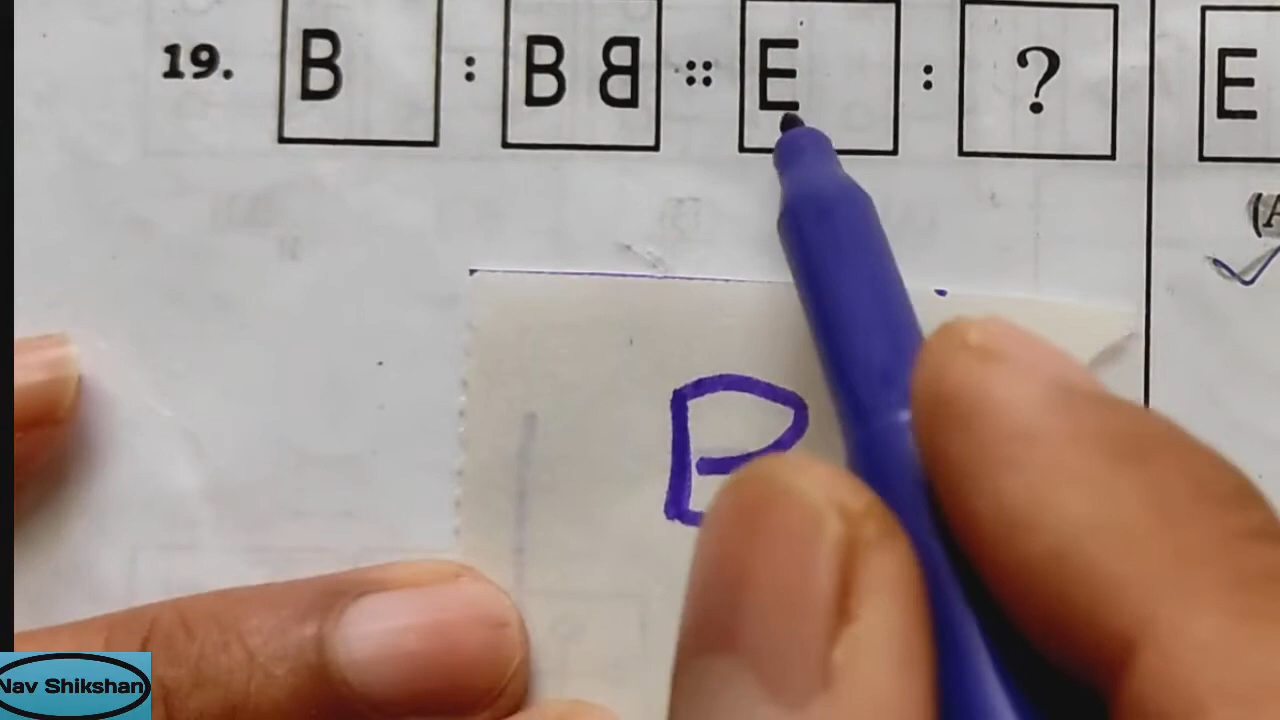 19. B : B ᗺ :: E : ? E
(A
B
Nav Shikshan